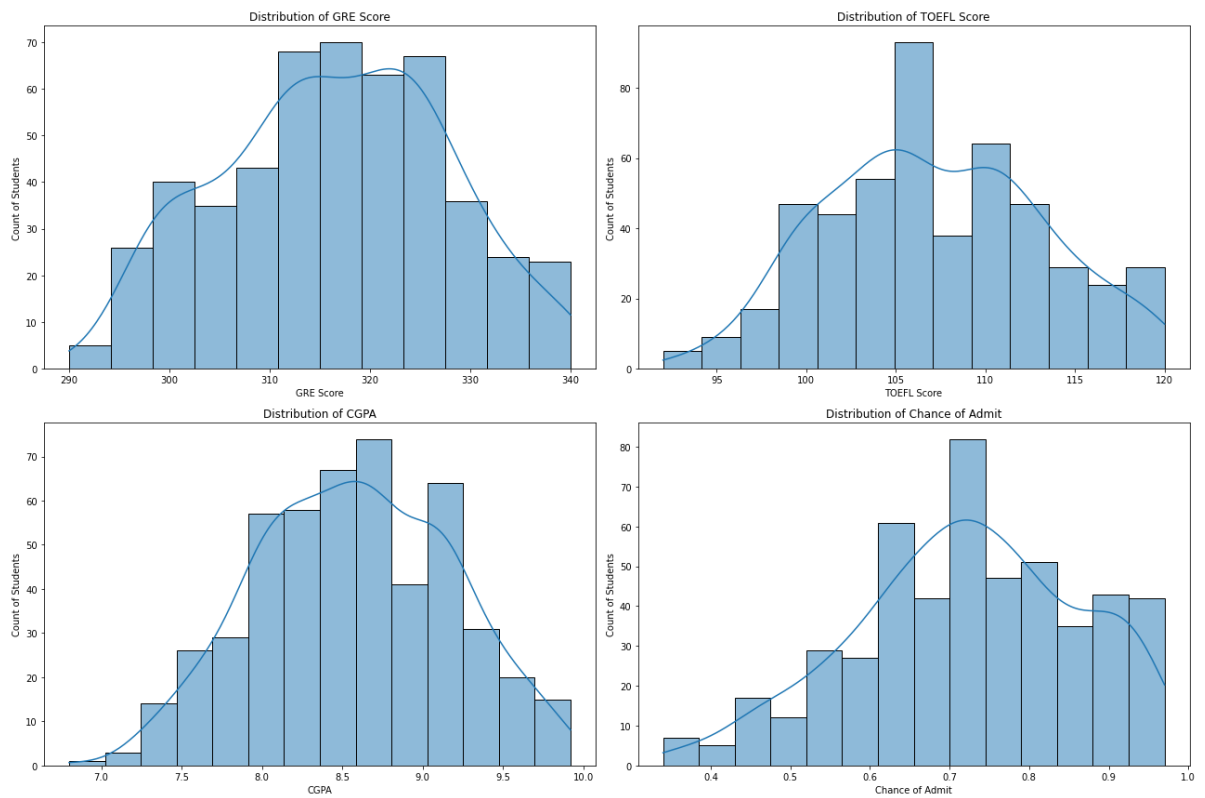 Distribution of GRE Score
Count of Students
70
60
50
40
30
20
10
0
290 300 310 320 330 340
GRE Score
Distribution of TOEFL Score
Count of Students
80
60
40
20
0
95 100 105 110 115 120
TOEFL Score
Distribution of CGPA
Count of Students
70
60
50
40
30
20
10
0
7.0 7.5 8.0 8.5 9.0 9.5 10.0
CGPA
Distribution of Chance of Admit
Count of Students
80
70
60
50
40
30
20
10
0
0.4 0.5 0.6 0.7 0.8 0.9 1.0
Chance of Admit